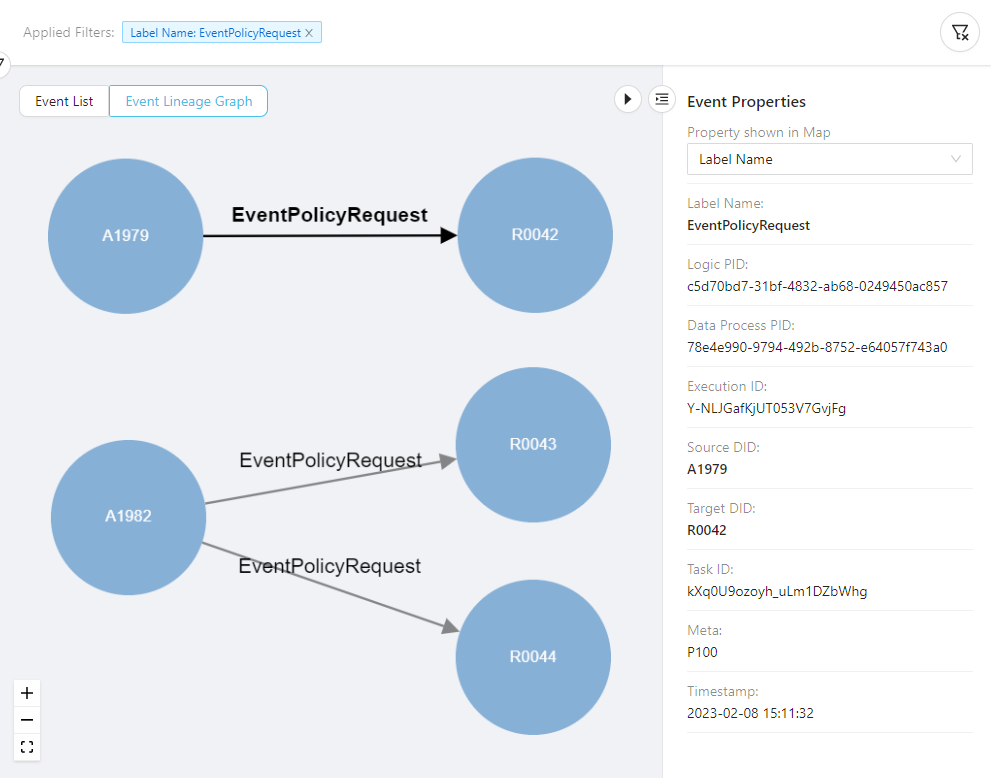 Applied Filters: Label Name: EventPolicyRequest
Event List Event Lineage Graph
A1979
EventPolicyRequest
R0042
A1982
EventPolicyRequest
R0043
EventPolicyRequest
R0044
Event Properties
Property shown in Map
Label Name
Label Name:
EventPolicyRequest
Logic PID:
c5d70bd7-31bf-4832-ab68-0249450ac857
Data Process PID:
78e4e990-9794-492b-8752-e64057f743a0
Execution ID:
Y-NLJGafKjUT053V7GvjFg
Source DID:
A1979
Target DID:
R0042
Task ID:
kXq0U9ozoyh_uLm1DZbWhg
Meta:
P100
Timestamp:
2023-02-08 15:11:32